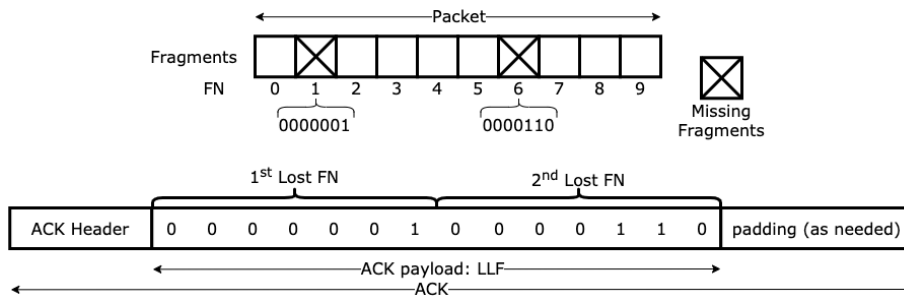 Packet
Fragments
FN 0 1 2 3 4 5 6 7 8 9
0000001 0000110
Missing
Fragments
1st Lost FN 2nd Lost FN
ACK Header 0 0 0 0 0 0 1 0 0 0 0 1 1 0 padding (as needed)
ACK payload: LLF
ACK